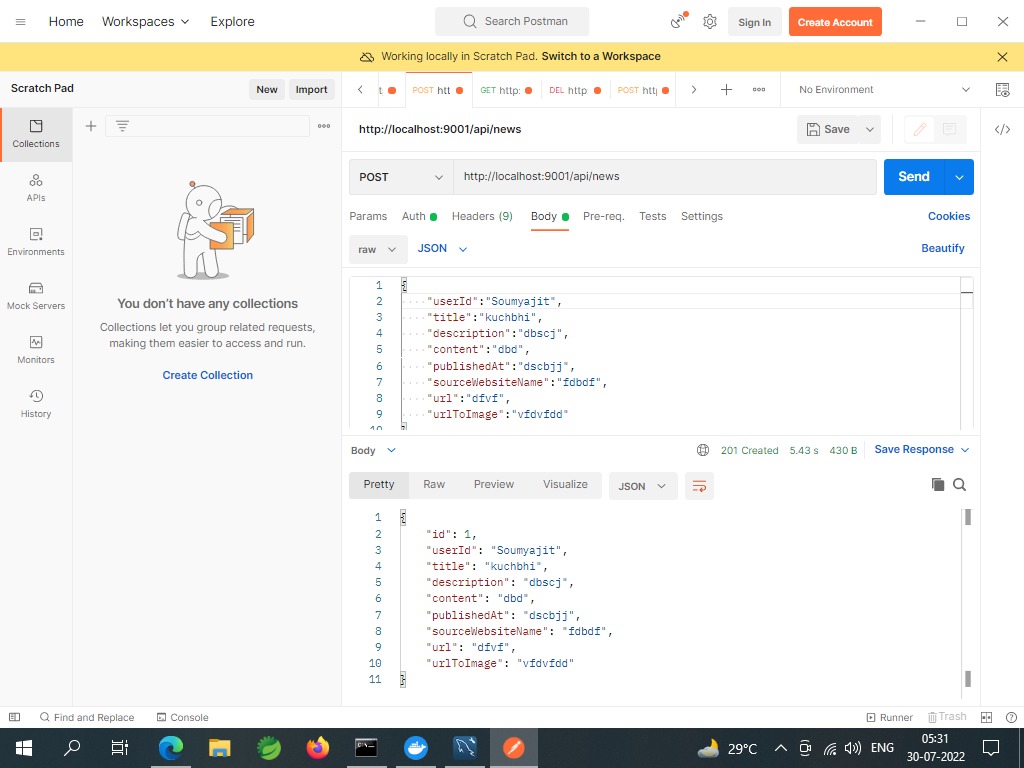 Home Workspaces Explore Search Postman Sign In Create Account
Working locally in Scratch Pad. Switch to a Workspace
Scratch Pad New Import
t POST htt GET http: DEL http POST http No Environment
Collections
APIs
Environments
Mock Servers
Monitors
History
You don't have any collections
Collections let you group related requests,
making them easier to access and run.
Create Collection
http://localhost:9001/api/news Save
POST http://localhost:9001/api/news Send
Params Auth Headers (9) Body Pre-req. Tests Settings Cookies
raw JSON Beautify
1 {
2 "userId":"Soumyajit",
3 "title":"kuchbhi",
4 "description":"dbscj",
5 "content":"dbd",
6 "publishedAt":"dscbjj",
7 "sourceWebsiteName":"fdbdf",
8 "url":"dfvf",
9 "urlToImage":"vfdvfdd"
10 }
Body 201 Created 5.43 s 430 B Save Response
Pretty Raw Preview Visualize JSON
1 {
2 "id": 1,
3 "userId": "Soumyajit",
4 "title": "kuchbhi",
5 "description": "dbscj",
6 "content": "dbd",
7 "publishedAt": "dscbjj",
8 "sourceWebsiteName": "fdbdf",
9 "url": "dfvf",
10 "urlToImage": "vfdvfdd"
11 }
Find and Replace Console Runner Trash
29°C ENG 05:31
30-07-2022